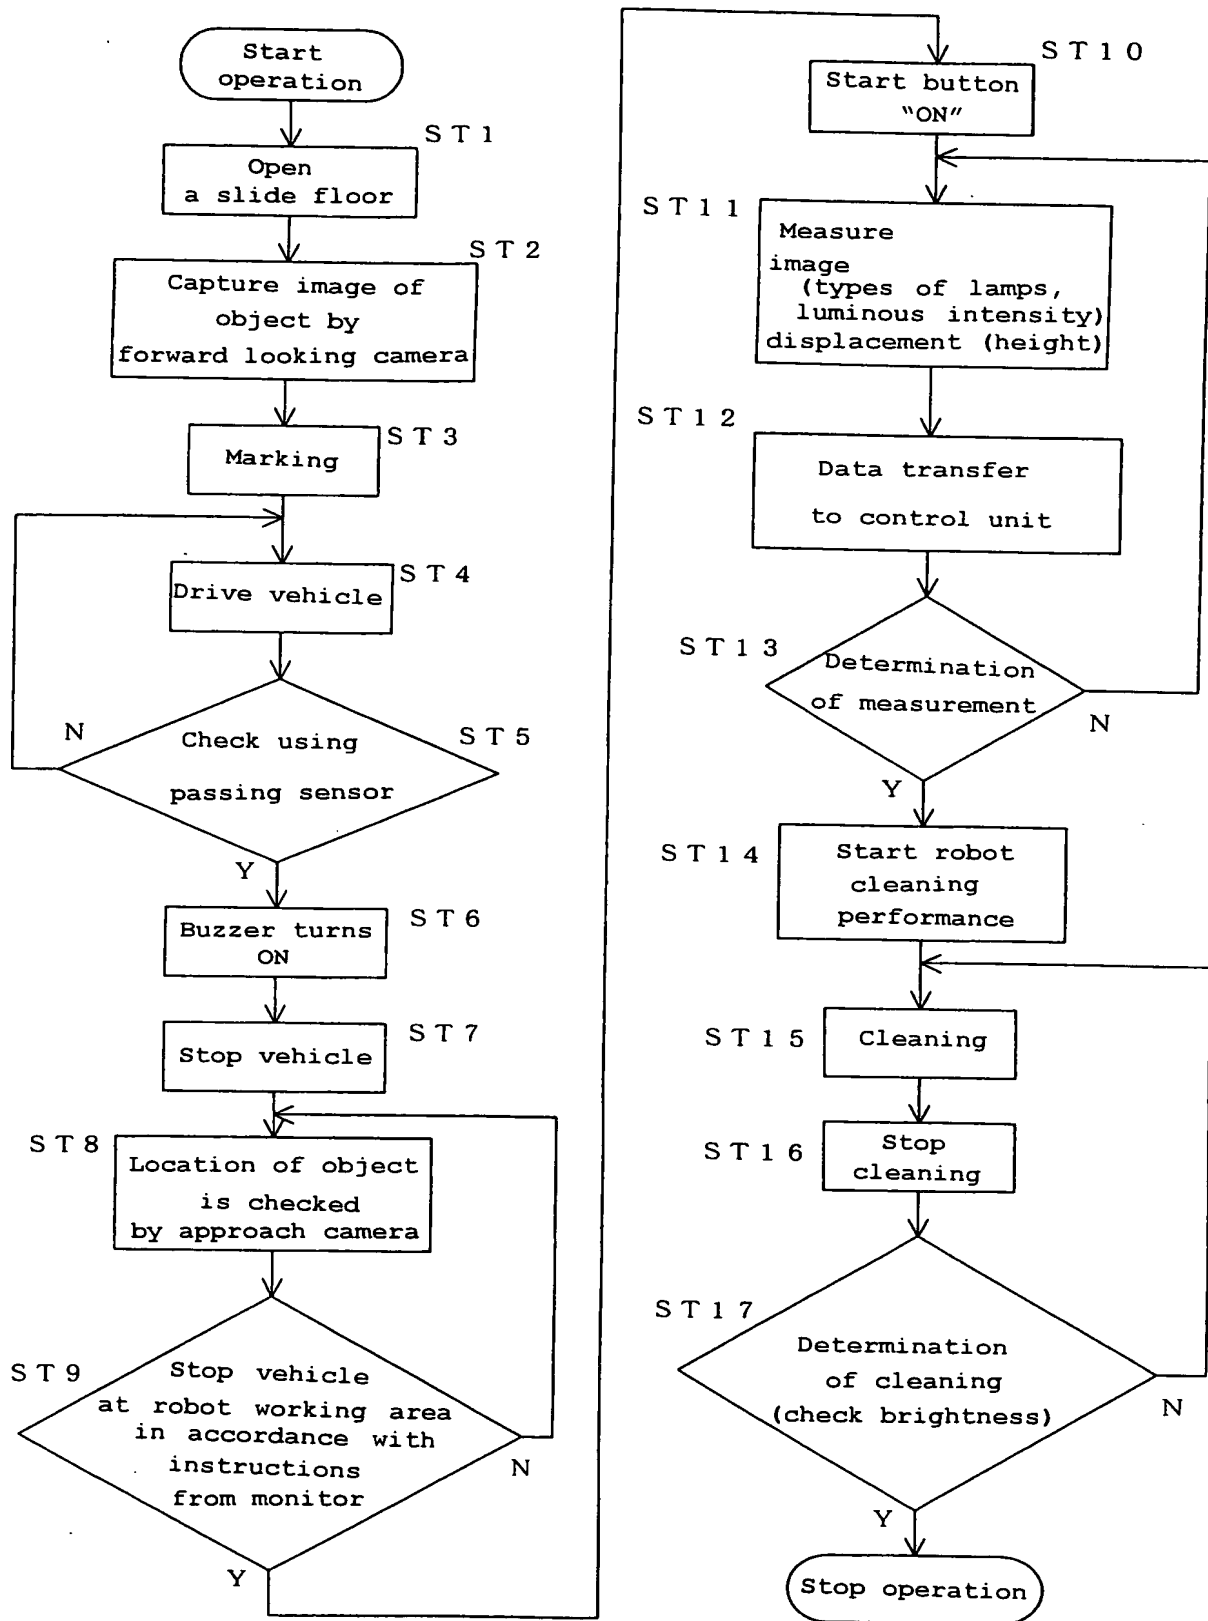 Start
operation
ST1
Open
a slide floor
ST2
Capture image of
object by
forward looking camera
ST3
Marking
ST4
Drive vehicle
N
ST5
Check using
passing sensor
Y
ST6
Buzzer turns
ON
ST7
Stop vehicle
ST8
Location of object
is checked
by approach camera
ST9
Stop vehicle
at robot working area
in accordance with
instructions
from monitor
N
Y
ST10
Start button
"ON"
ST11
Measure
image
(types of lamps,
luminous intensity)
displacement (height)
ST12
Data transfer
to control unit
ST13
Determination
of measurement
N
Y
ST14
Start robot
cleaning
performance
ST15
Cleaning
ST16
Stop
cleaning
ST17
Determination
of cleaning
(check brightness)
N
Y
Stop operation